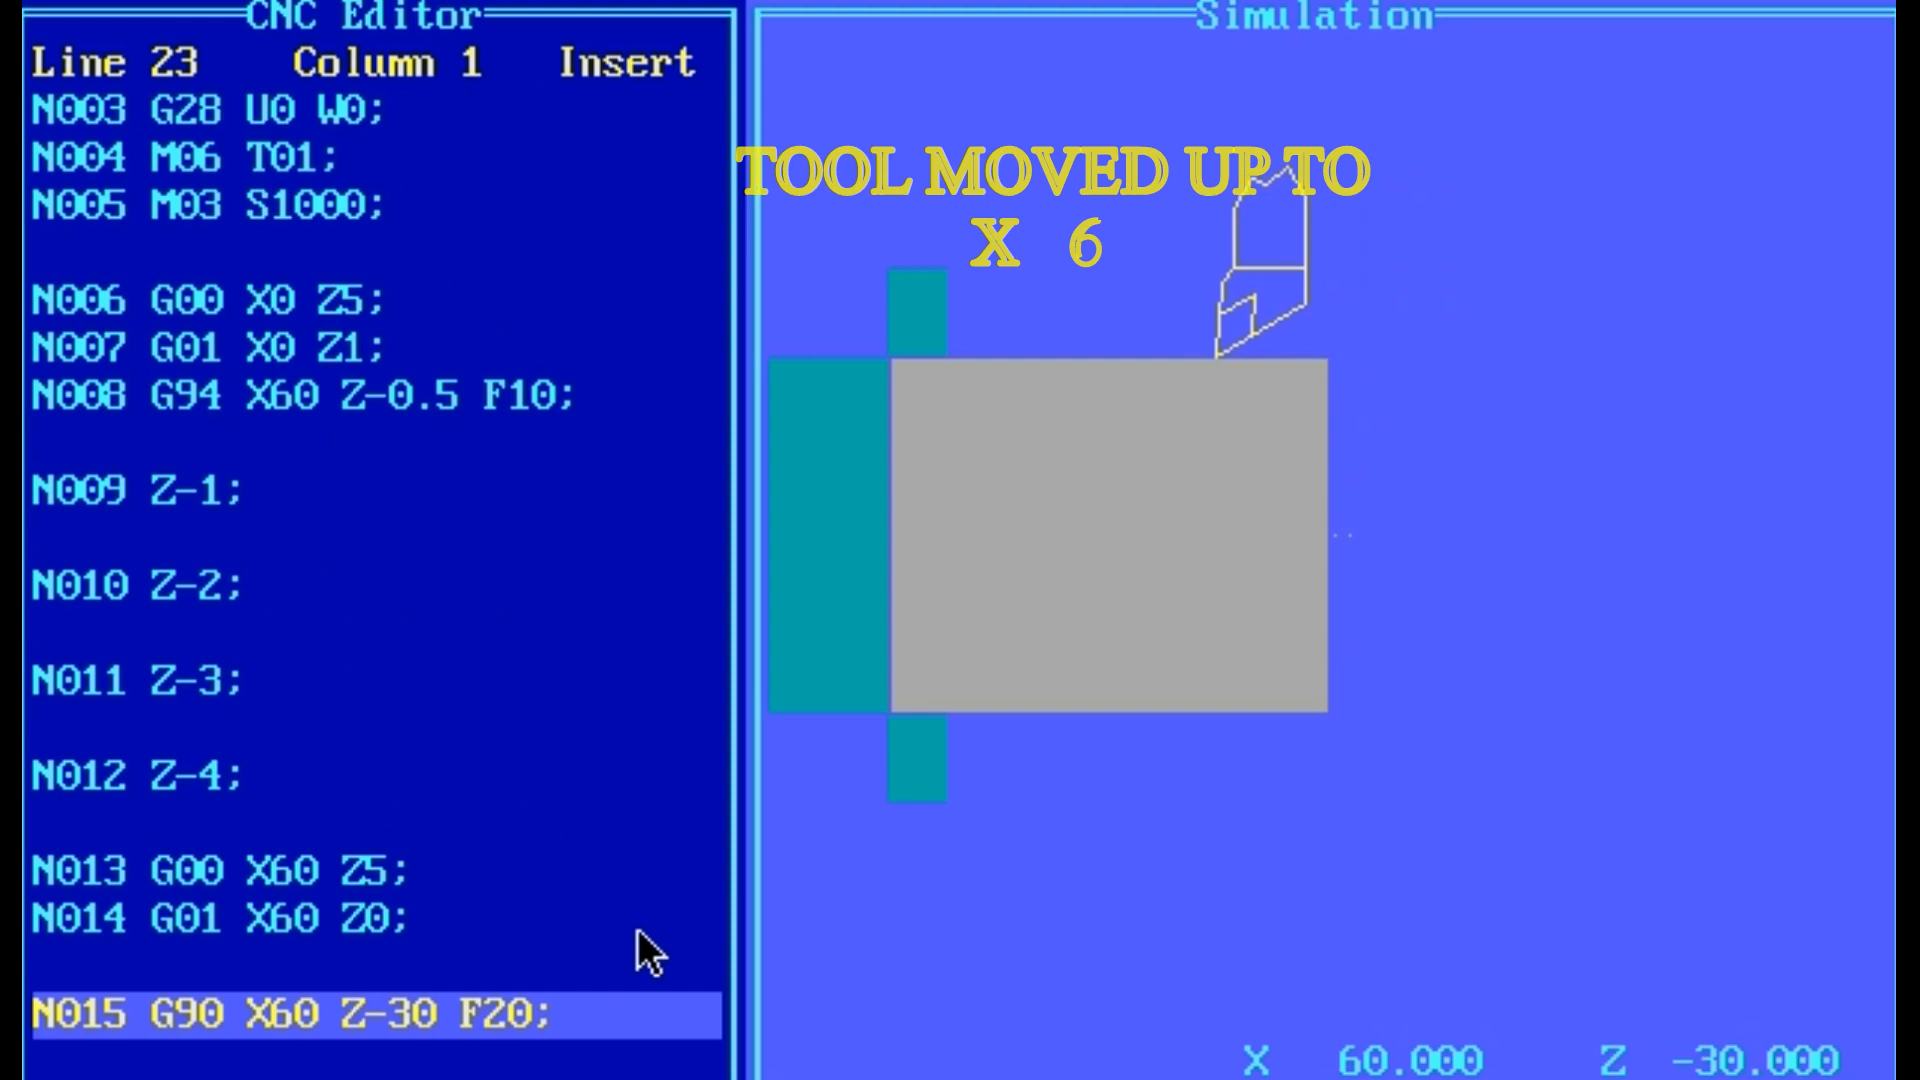 CNC Editor
Line 23 Column 1 Insert
N003 G28 U0 W0;
N004 M06 T01;
N005 M03 S1000;
N006 G00 X0 Z5;
N007 G01 X0 Z1;
N008 G94 X60 Z-0.5 F10;
N009 Z-1;
N010 Z-2;
N011 Z-3;
N012 Z-4;
N013 G00 X60 Z5;
N014 G01 X60 Z0;
N015 G90 X60 Z-30 F20;
Simulation
TOOL MOVED UP TO
X 6
X 60.000 Z -30.000